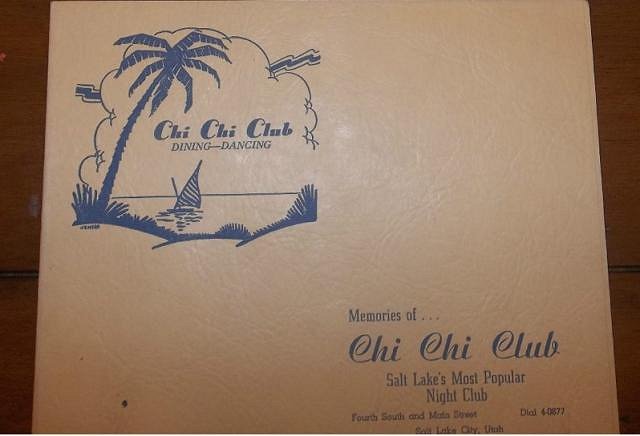 Chi Chi Club
DINING—DANCING
Memories of . . .
Chi Chi Club
Salt Lake's Most Popular
Night Club
Fourth South and Main Street Dial 4-0877
Salt Lake City, Utah